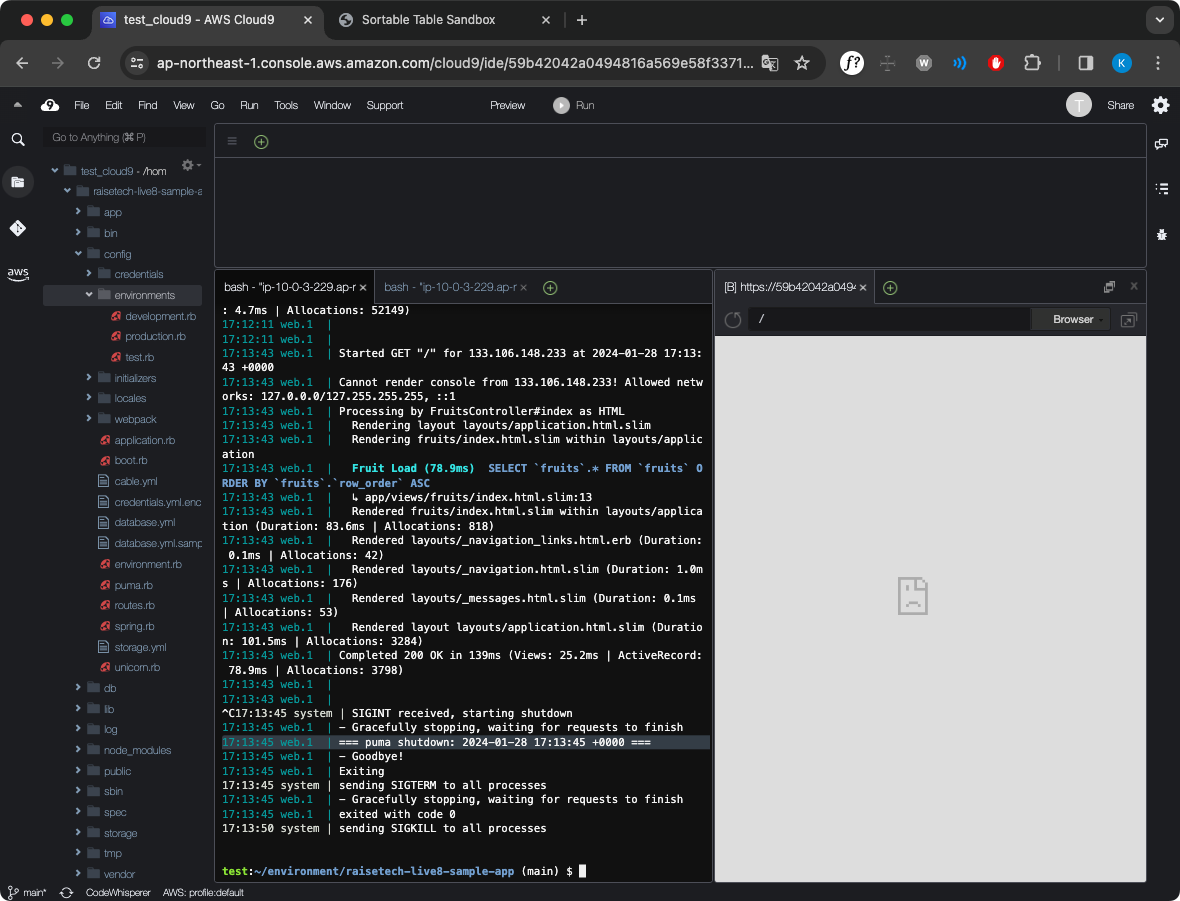 test_cloud9 - AWS Cloud9
Sortable Table Sandbox
ap-northeast-1.console.aws.amazon.com/cloud9/ide/59b42042a0494816a569e58f3371...
f?
W
K
9
File Edit Find View Go Run Tools Window Support
Preview
Run
T
Share
Go to Anything (⌘ P)
test_cloud9 - /hom
raisetech-live8-sample-a
app
bin
config
credentials
environments
development.rb
production.rb
test.rb
initializers
locales
webpack
application.rb
boot.rb
cable.yml
credentials.yml.enc
database.yml
database.yml.samp
environment.rb
puma.rb
routes.rb
spring.rb
storage.yml
unicorn.rb
db
lib
log
node_modules
public
sbin
spec
storage
tmp
vendor
aws
bash - "ip-10-0-3-229.ap-r
bash - "ip-10-0-3-229.ap-r
: 4.7ms | Allocations: 52149)
17:12:11 web.1  |
17:12:11 web.1  |
17:13:43 web.1  | Started GET "/" for 133.106.148.233 at 2024-01-28 17:13:
43 +0000
17:13:43 web.1  | Cannot render console from 133.106.148.233! Allowed netw
orks: 127.0.0.0/127.255.255.255, ::1
17:13:43 web.1  | Processing by FruitsController#index as HTML
17:13:43 web.1  |   Rendering layout layouts/application.html.slim
17:13:43 web.1  |   Rendering fruits/index.html.slim within layouts/applic
ation
17:13:43 web.1  |   Fruit Load (78.9ms)  SELECT `fruits`.* FROM `fruits` O
RDER BY `fruits`.`row_order` ASC
17:13:43 web.1  |   ↳ app/views/fruits/index.html.slim:13
17:13:43 web.1  |   Rendered fruits/index.html.slim within layouts/applica
tion (Duration: 83.6ms | Allocations: 818)
17:13:43 web.1  |   Rendered layouts/_navigation_links.html.erb (Duration:
0.1ms | Allocations: 42)
17:13:43 web.1  |   Rendered layouts/_navigation.html.slim (Duration: 1.0m
s | Allocations: 176)
17:13:43 web.1  |   Rendered layouts/_messages.html.slim (Duration: 0.1ms
| Allocations: 53)
17:13:43 web.1  |   Rendered layout layouts/application.html.slim (Duratio
n: 101.5ms | Allocations: 3284)
17:13:43 web.1  | Completed 200 OK in 139ms (Views: 25.2ms | ActiveRecord:
78.9ms | Allocations: 3798)
17:13:43 web.1  |
17:13:43 web.1  |
^C17:13:45 system | SIGINT received, starting shutdown
17:13:45 web.1  | - Gracefully stopping, waiting for requests to finish
17:13:45 web.1  | === puma shutdown: 2024-01-28 17:13:45 +0000 ===
17:13:45 web.1  | - Goodbye!
17:13:45 web.1  | Exiting
17:13:45 system | sending SIGTERM to all processes
17:13:45 web.1  | - Gracefully stopping, waiting for requests to finish
17:13:45 web.1  | exited with code 0
17:13:50 system | sending SIGKILL to all processes
test:~/environment/raisetech-live8-sample-app (main) $
[B] https://59b42042a0494
/
Browser
main*
CodeWhisperer
AWS: profile:default